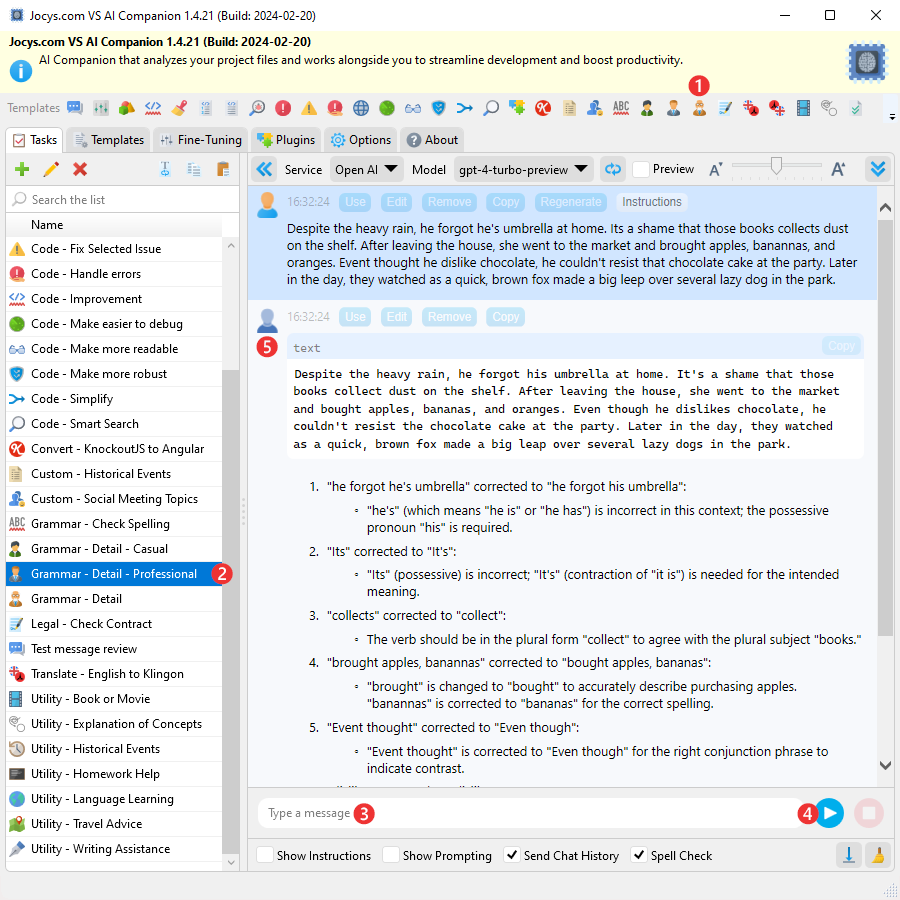 Jocys.com VS AI Companion 1.4.21 (Build: 2024-02-20)
Jocys.com VS AI Companion 1.4.21 (Build: 2024-02-20)
AI Companion that analyzes your project files and works alongside you to streamline development and boost productivity.
1
Templates
ABC
Tasks Templates Fine-Tuning Plugins Options About
Service Open AI Model gpt-4-turbo-preview Preview A A
Search the list
Name
Code - Fix Selected Issue
Code - Handle errors
Code - Improvement
Code - Make easier to debug
Code - Make more readable
Code - Make more robust
Code - Simplify
Code - Smart Search
Convert - KnockoutJS to Angular
Custom - Historical Events
Custom - Social Meeting Topics
ABC Grammar - Check Spelling
Grammar - Detail - Casual
Grammar - Detail - Professional 2
Grammar - Detail
Legal - Check Contract
Test message review
Translate - English to Klingon
Utility - Book or Movie
Utility - Explanation of Concepts
Utility - Historical Events
Utility - Homework Help
Utility - Language Learning
Utility - Travel Advice
Utility - Writing Assistance
16:32:24 Use Edit Remove Copy Regenerate Instructions
Despite the heavy rain, he forgot he's umbrella at home. Its a shame that those books collects dust
on the shelf. After leaving the house, she went to the market and brought apples, banannas, and
oranges. Event thought he dislike chocolate, he couldn't resist that chocolate cake at the party. Later
in the day, they watched as a quick, brown fox made a big leep over several lazy dog in the park.
16:32:24 Use Edit Remove Copy
5
text Copy
Despite the heavy rain, he forgot his umbrella at home. It's a shame that those
books collect dust on the shelf. After leaving the house, she went to the market
and bought apples, bananas, and oranges. Even though he dislikes chocolate, he
couldn't resist the chocolate cake at the party. Later in the day, they watched
as a quick, brown fox made a big leap over several lazy dogs in the park.
1. "he forgot he's umbrella" corrected to "he forgot his umbrella":
◦ "he's" (which means "he is" or "he has") is incorrect in this context; the possessive
pronoun "his" is required.
2. "Its" corrected to "It's":
◦ "Its" (possessive) is incorrect; "It's" (contraction of "it is") is needed for the intended
meaning.
3. "collects" corrected to "collect":
◦ The verb should be in the plural form "collect" to agree with the plural subject "books."
4. "brought apples, banannas" corrected to "bought apples, bananas":
◦ "brought" is changed to "bought" to accurately describe purchasing apples.
"banannas" is corrected to "bananas" for the correct spelling.
5. "Event thought" corrected to "Even though":
◦ "Event thought" is corrected to "Even though" for the right conjunction phrase to
indicate contrast.
Type a message 3 4
Show Instructions Show Prompting Send Chat History Spell Check